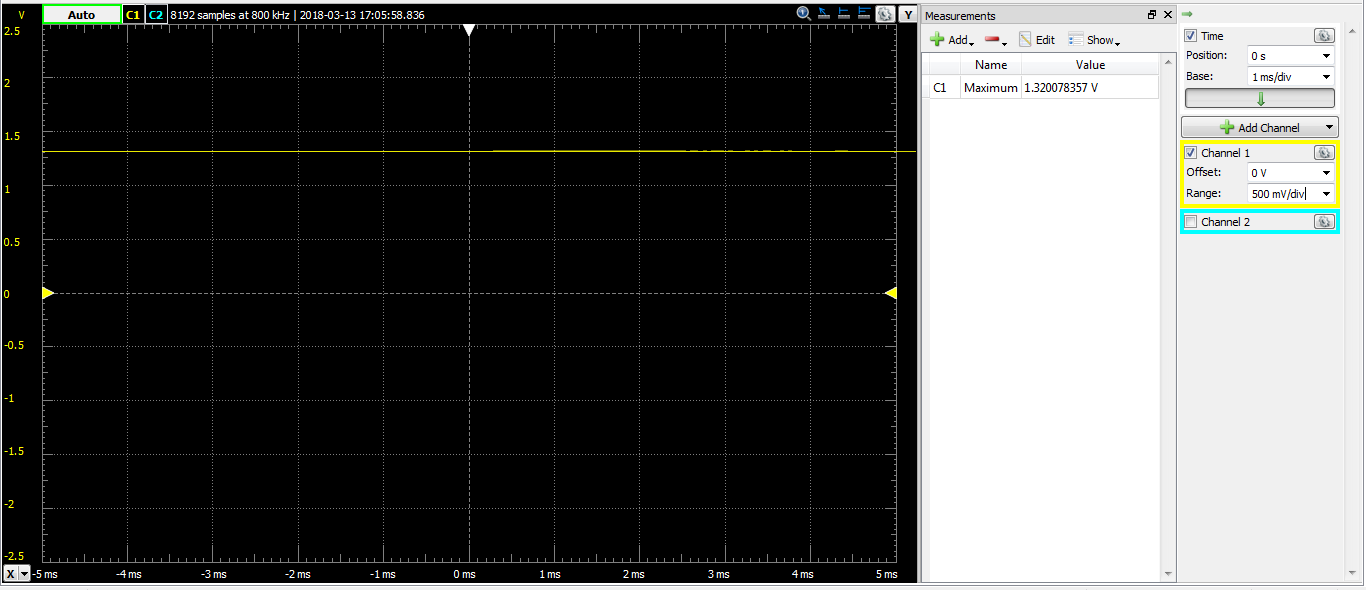 V Auto C1 C2 8192 samples at 800 kHz | 2018-03-13 17:05:58.836 Y
2.5
2
1.5
1
0.5
0
-0.5
-1
-1.5
-2
-2.5
X -5 ms -4 ms -3 ms -2 ms -1 ms 0 ms 1 ms 2 ms 3 ms 4 ms 5 ms
Measurements
Add Edit Show
Name Value
C1 Maximum 1.320078357 V
Time
Position: 0 s
Base: 1 ms/div
Add Channel
Channel 1
Offset: 0 V
Range: 500 mV/div
Channel 2